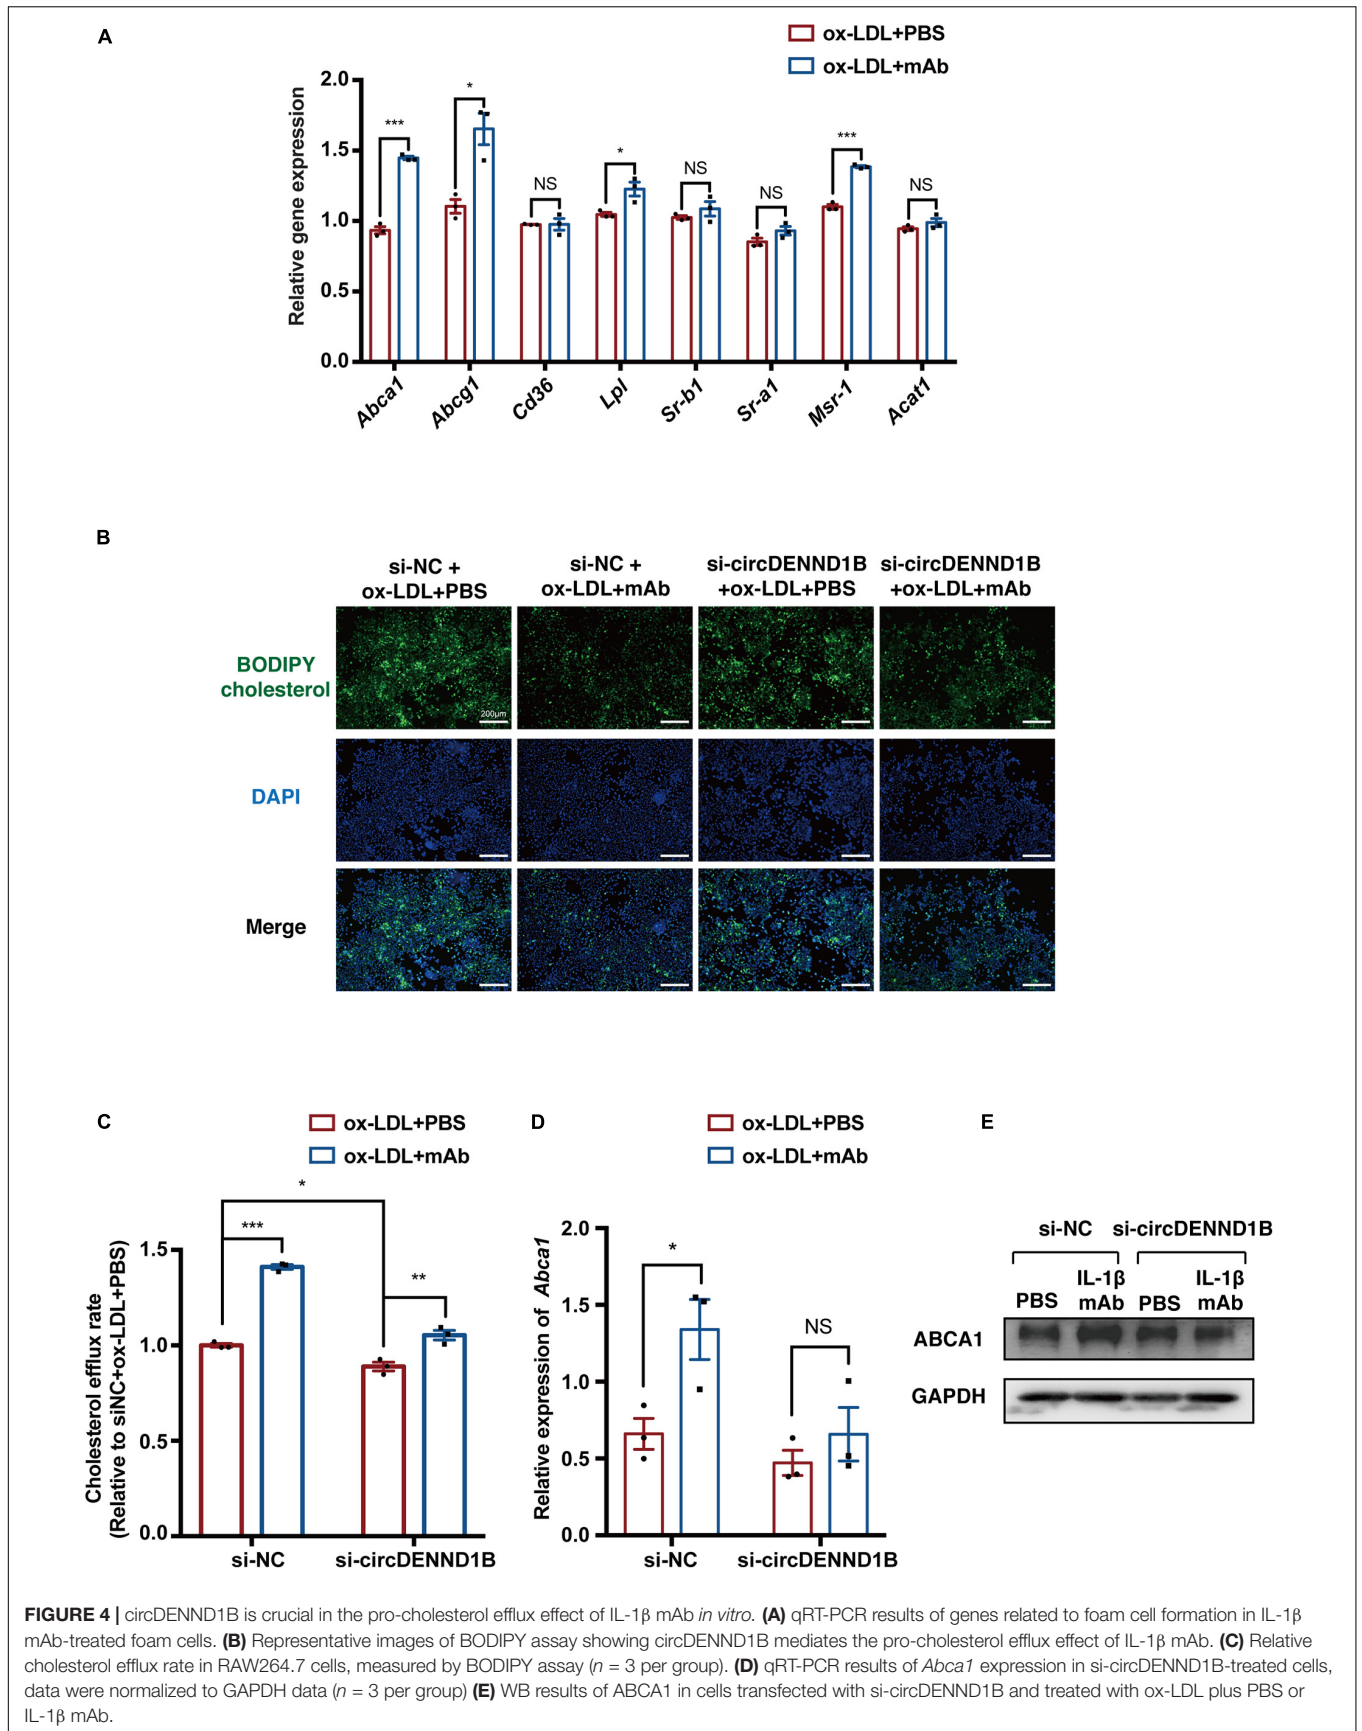 A
ox-LDL+PBS
ox-LDL+mAb
Relative gene expression
2.0
1.5
1.0
0.5
0.0
***
*
NS
*
NS
NS
***
NS
Abca1
Abcg1
Cd36
Lpl
Sr-b1
Sr-a1
Msr-1
Acat1
B
si-NC +
ox-LDL+PBS
si-NC +
ox-LDL+mAb
si-circDENND1B
+ox-LDL+PBS
si-circDENND1B
+ox-LDL+mAb
BODIPY
cholesterol
200μm
DAPI
Merge
C
ox-LDL+PBS
ox-LDL+mAb
Cholesterol efflux rate
(Relative to siNC+ox-LDL+PBS)
1.5
1.0
0.5
0.0
*
***
**
si-NC
si-circDENND1B
D
ox-LDL+PBS
ox-LDL+mAb
Relative expression of Abca1
2.0
1.5
1.0
0.5
0.0
*
NS
si-NC
si-circDENND1B
E
si-NC
si-circDENND1B
PBS
IL-1β
mAb
PBS
IL-1β
mAb
ABCA1
GAPDH
FIGURE 4 | circDENND1B is crucial in the pro-cholesterol efflux effect of IL-1β mAb in vitro. (A) qRT-PCR results of genes related to foam cell formation in IL-1β
mAb-treated foam cells. (B) Representative images of BODIPY assay showing circDENND1B mediates the pro-cholesterol efflux effect of IL-1β mAb. (C) Relative
cholesterol efflux rate in RAW264.7 cells, measured by BODIPY assay (n = 3 per group). (D) qRT-PCR results of Abca1 expression in si-circDENND1B-treated cells,
data were normalized to GAPDH data (n = 3 per group) (E) WB results of ABCA1 in cells transfected with si-circDENND1B and treated with ox-LDL plus PBS or
IL-1β mAb.